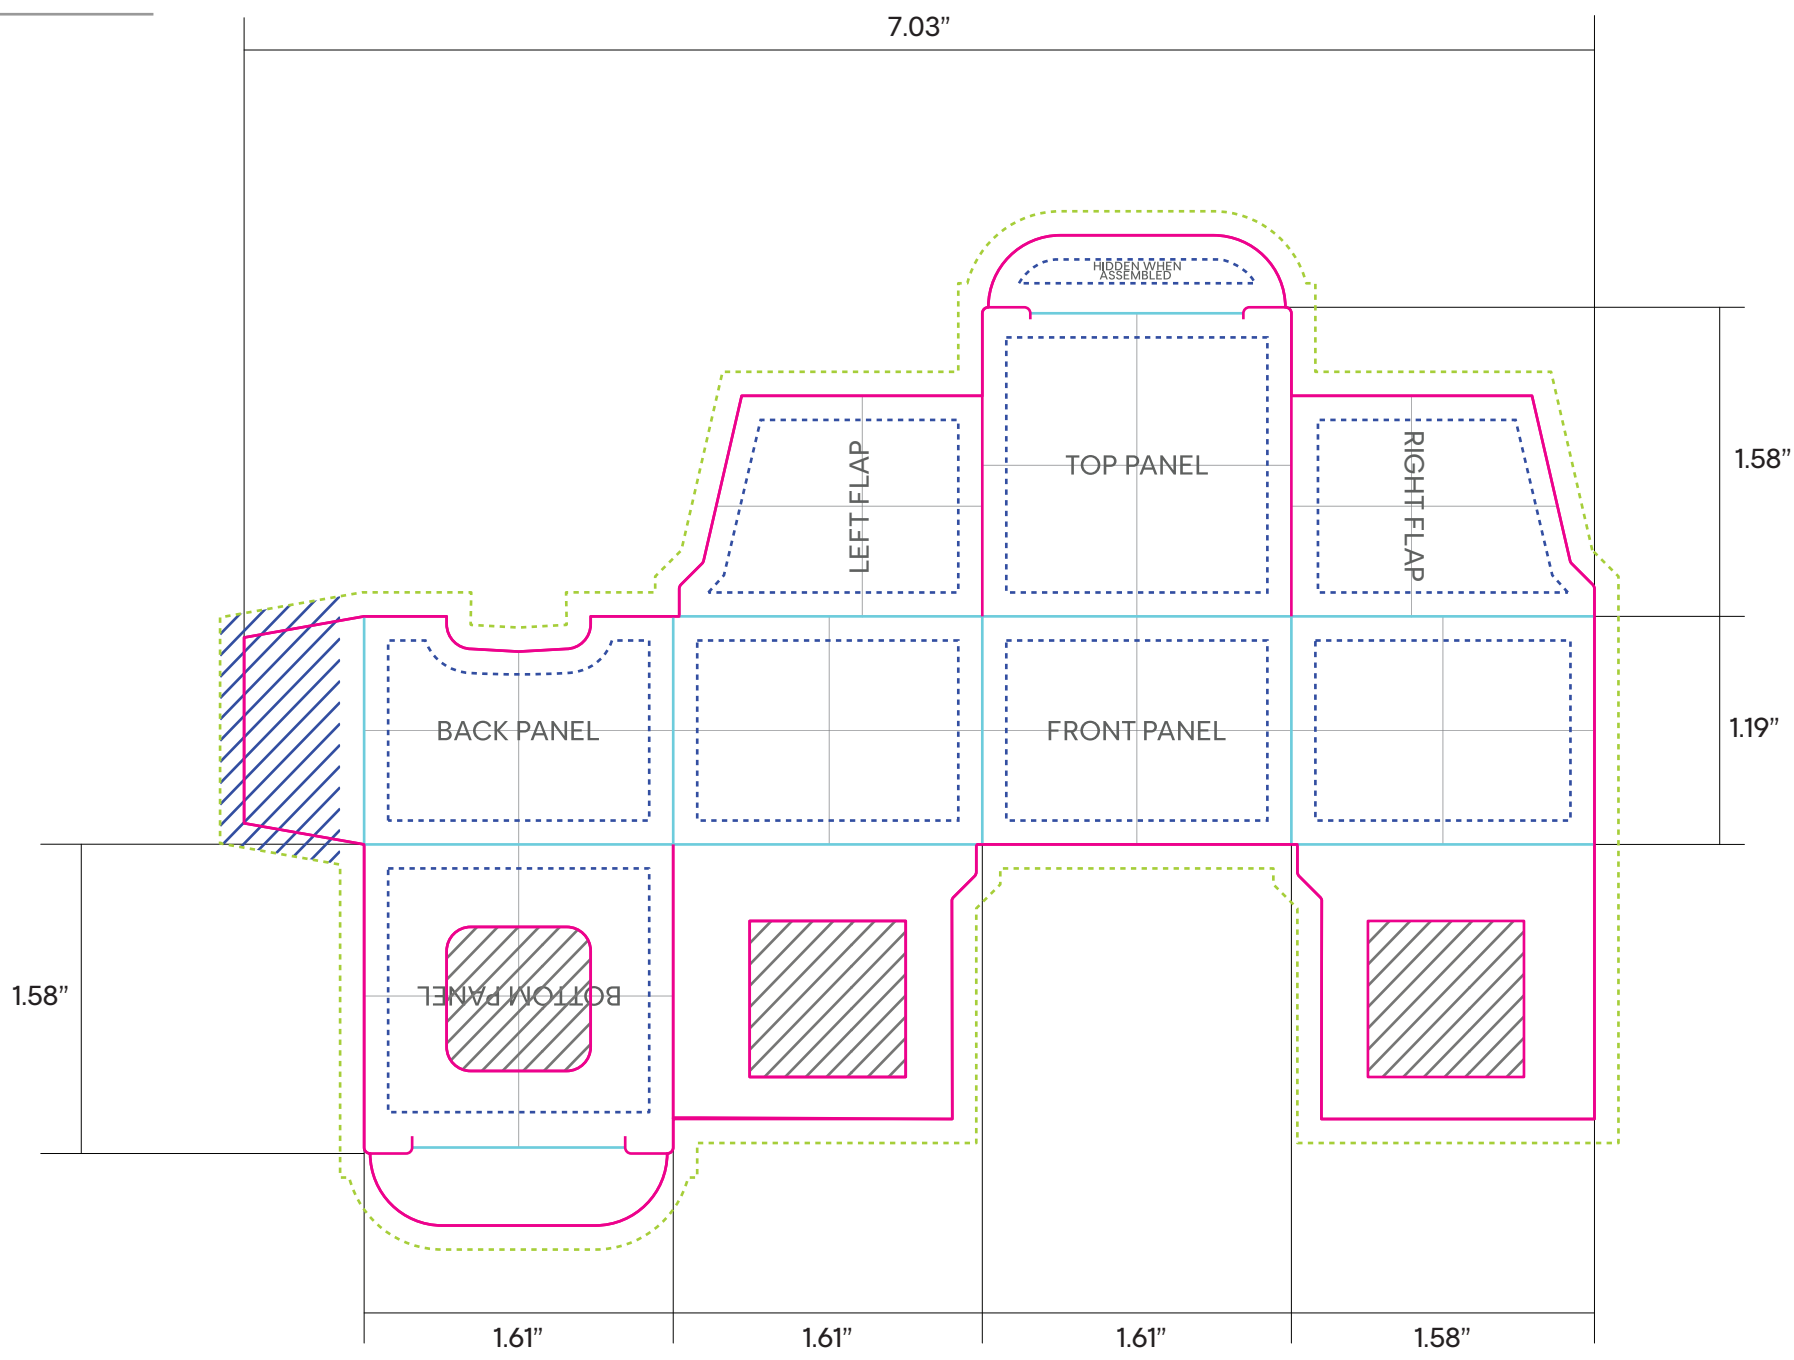 7.03”
HIDDEN WHEN
ASSEMBLED
LEFT FLAP
TOP PANEL
RIGHT FLAP
1.58”
BACK PANEL
FRONT PANEL
1.19”
BOTTOM PANEL
1.58”
1.61”
1.61”
1.61”
1.58”